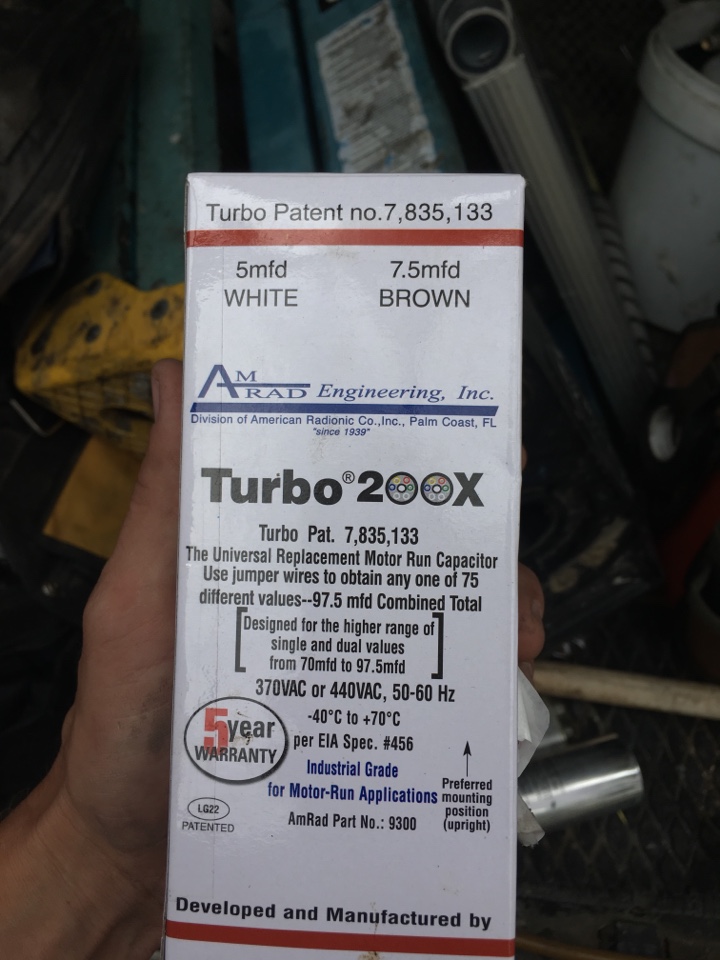 Turbo Patent no.7,835,133
5mfd 7.5mfd
WHITE BROWN
AMRAD Engineering, Inc.
Division of American Radionic Co.,Inc., Palm Coast, FL
"since 1939"
Turbo® 200X
Turbo Pat. 7,835,133
The Universal Replacement Motor Run Capacitor
Use jumper wires to obtain any one of 75
different values--97.5 mfd Combined Total
Designed for the higher range of
single and dual values
from 70mfd to 97.5mfd
370VAC or 440VAC, 50-60 Hz
-40°C to +70°C
per EIA Spec. #456
5 year
WARRANTY
Industrial Grade
for Motor-Run Applications
AmRad Part No.: 9300
LG22
PATENTED
Preferred
mounting
position
(upright)
Developed and Manufactured by